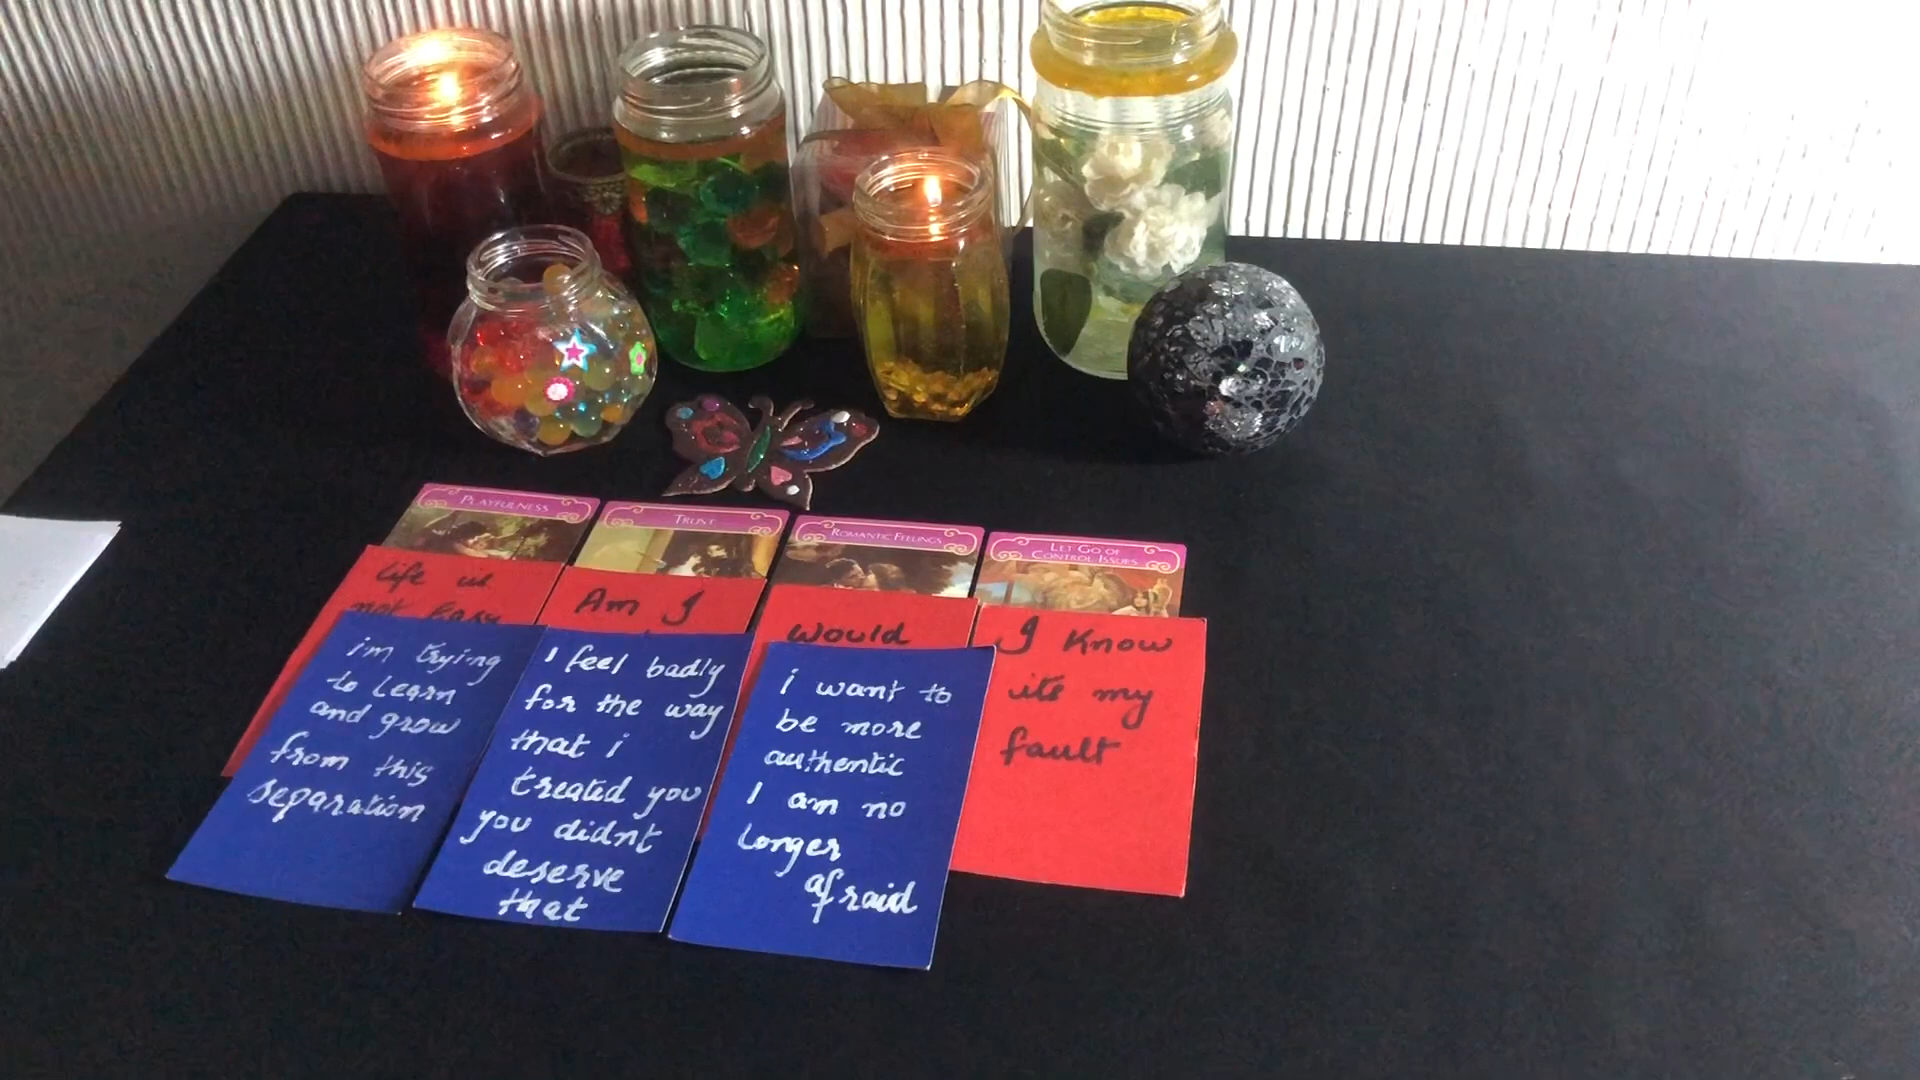 PLAYFULNESS
TRUST
ROMANTIC FEELINGS
LET GO OF
CONTROL ISSUES
Life is
not Easy
Am I
Would
I Know
its my
fault
i'm trying
to Learn
and grow
from this
separation
I feel badly
for the way
that i
treated you
you didnt
deserve
that
i want to
be more
authentic
I am no
Longer
afraid